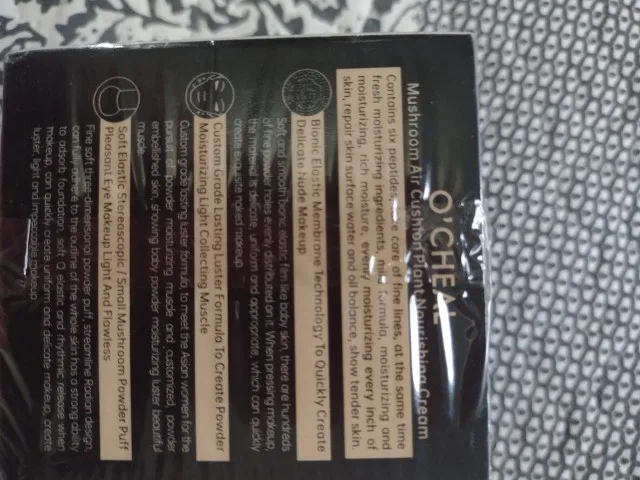 O'CHEAL
Mushroom Air Cushion Plant Nourishing Cream
Contains six peptides, care of fine lines, at the same time
fresh moisturizing ingredients, mild formula, moisturizing and
moisturizing, rich moisture, every moisturizing every inch of
skin, repair skin surface water and oil balance, show tender skin.
Bionic Elastic Membrane Technology To Quickly Create
Delicate Nude Makeup
Soft and smooth bionic elastic film like baby skin, there are hundreds
of fine powder holes evenly distributed on it. When pressing makeup,
the material is delicate, uniform and appropriate, which can quickly
create exquisite naked makeup
Custom Grade Lasting Luster Formula To Create Powder
Moisturizing Light Collecting Muscle
Custom grade lasting luster formula, to meet the Asian women for the
pursuit of powder moisturizing muscle and customized, powder
embellished skin, showing baby powder moisturizing luster beautiful
muscle
Soft Elastic Stereoscopic / Small Mushroom Powder Puff
Pleasant Eye Makeup Light And Flawless
Fine soft three-dimensional powder puff, streamline Radian design,
can fully adhere to the outline of the whole skin has a strong ability
to adsorb foundation, soft Q elastic and rhythmic release when
makeup, can quickly create uniform and delicate makeup, create
luster, light and impeccable makeup